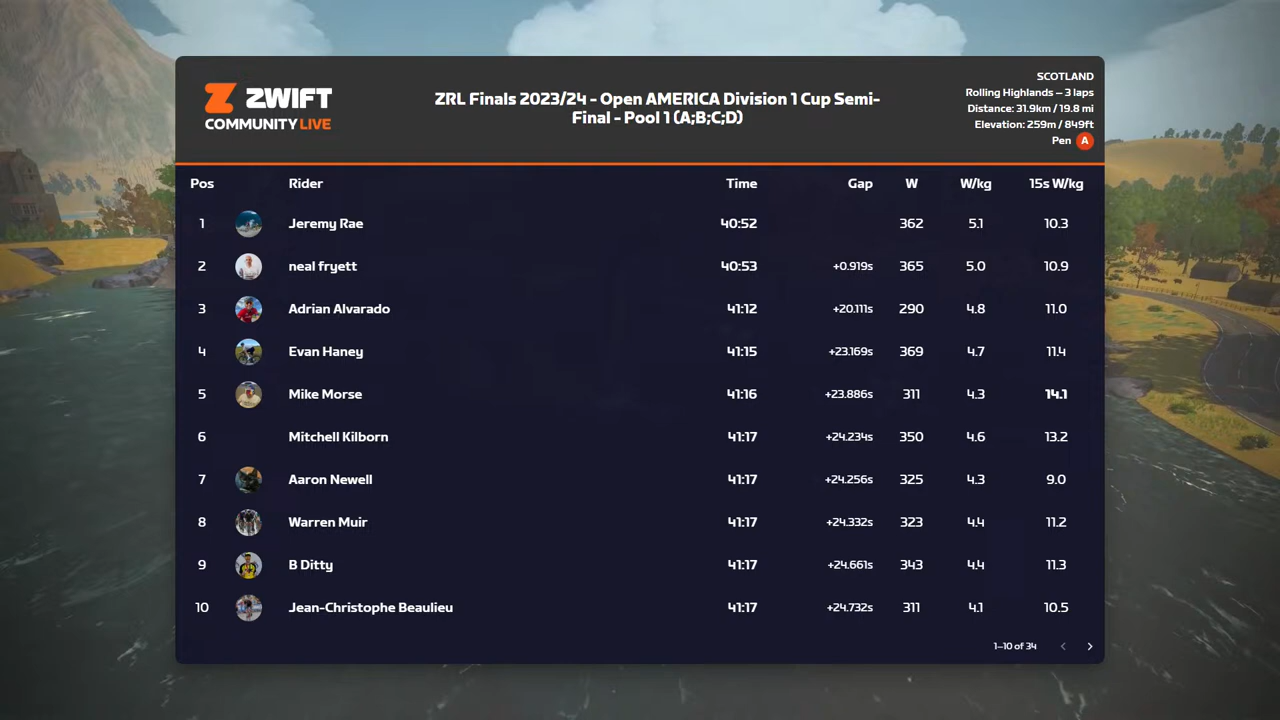 ZWIFT
COMMUNITY LIVE
ZRL Finals 2023/24 - Open AMERICA Division 1 Cup Semi-
Final - Pool 1 (A;B;C;D)
SCOTLAND
Rolling Highlands – 3 laps
Distance: 31.9km / 19.8 mi
Elevation: 259m / 849ft
Pen A
Pos Rider Time Gap W W/kg 15s W/kg
1 Jeremy Rae 40:52 362 5.1 10.3
2 neal fryett 40:53 +0.919s 365 5.0 10.9
3 Adrian Alvarado 41:12 +20.111s 290 4.8 11.0
4 Evan Haney 41:15 +23.169s 369 4.7 11.4
5 Mike Morse 41:16 +23.886s 311 4.3 14.1
6 Mitchell Kilborn 41:17 +24.234s 350 4.6 13.2
7 Aaron Newell 41:17 +24.256s 325 4.3 9.0
8 Warren Muir 41:17 +24.332s 323 4.4 11.2
9 B Ditty 41:17 +24.661s 343 4.4 11.3
10 Jean-Christophe Beaulieu 41:17 +24.732s 311 4.1 10.5
1–10 of 34